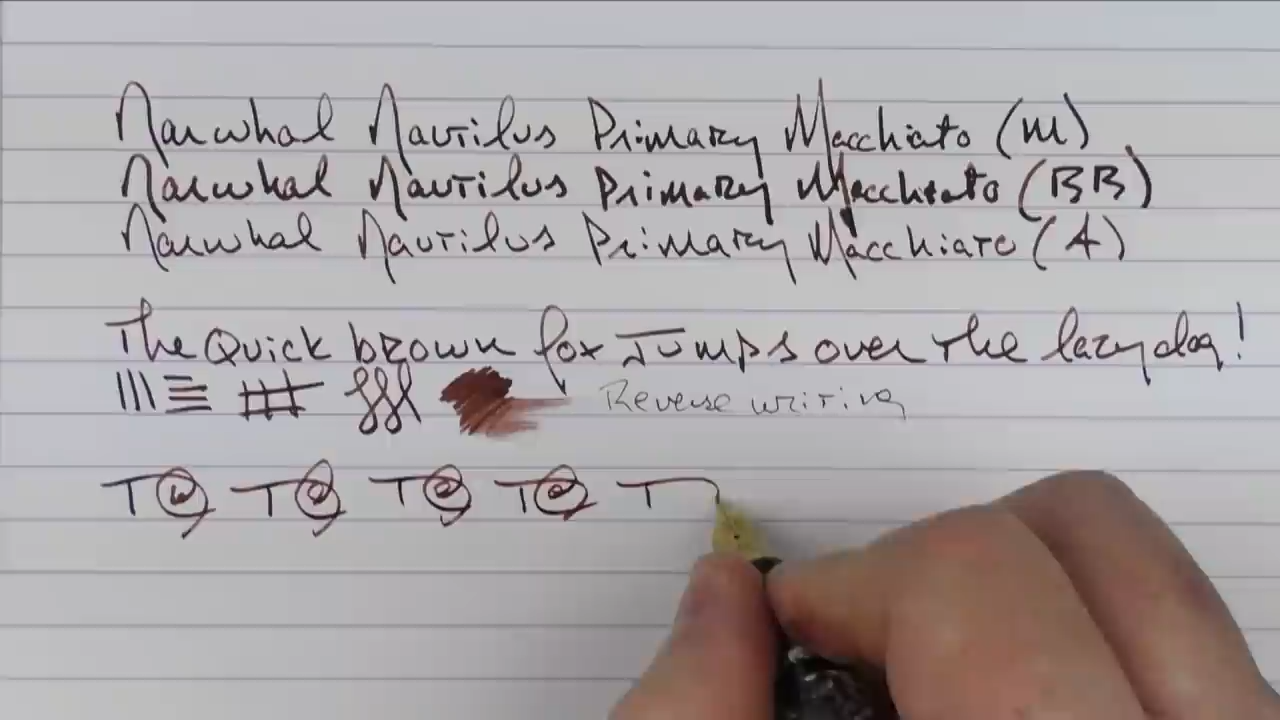 Narwhal Nautilus Primary Macchiato (M)
Narwhal Nautilus Primary Macchiato (BB)
Narwhal Nautilus Primary Macchiato (A)
The Quick brown fox Jumps over the lazy dog!
Reverse writing